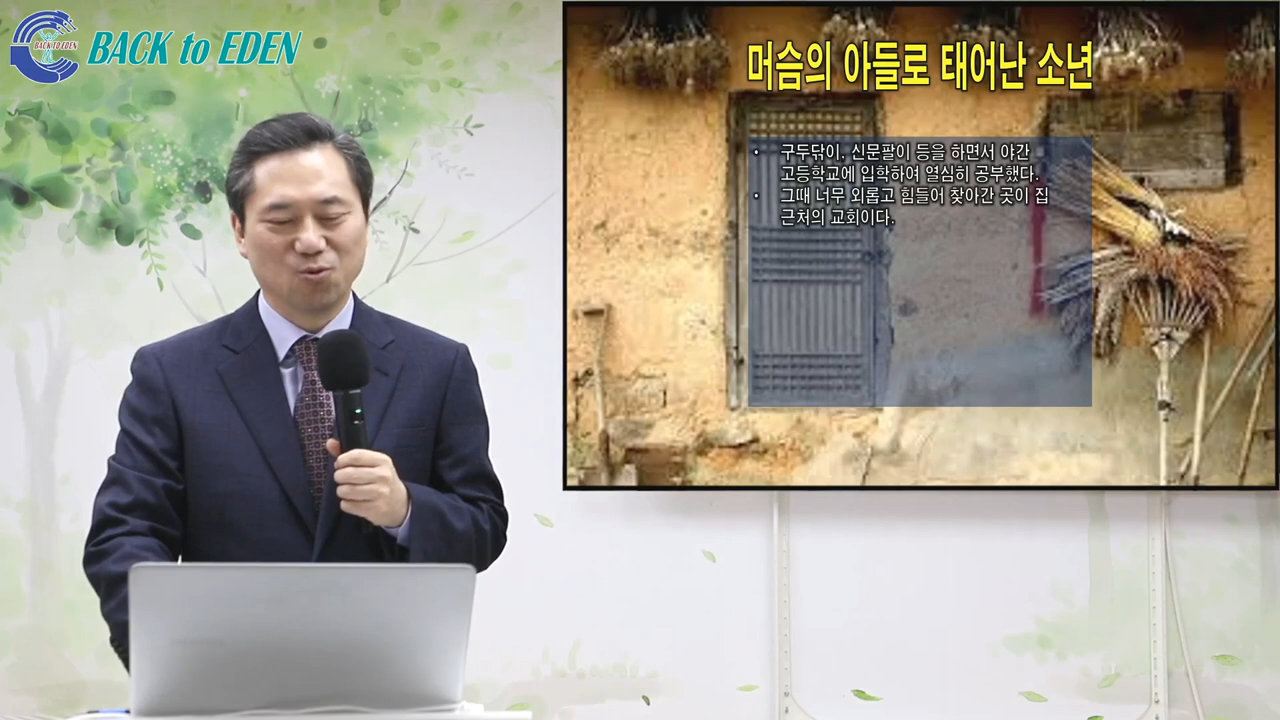 BACK TO EDEN
BACK to EDEN
머슴의 아들로 태어난 소년
• 구두닦이. 신문팔이 등을 하면서 야간
고등학교에 입학하여 열심히 공부했다.
• 그때 너무 외롭고 힘들어 찾아간 곳이 집
근처의 교회이다.